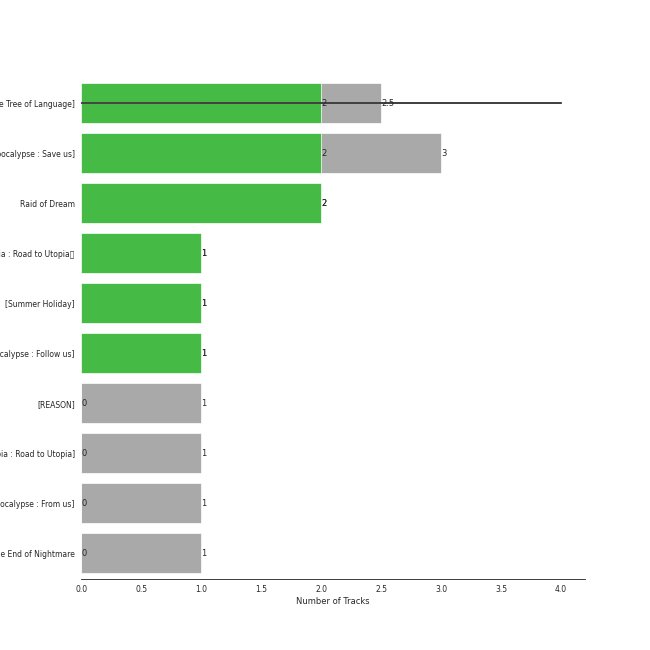 e Tree of Language] 2 2.5
ocalypse : Save us] 2 3
Raid of Dream 2
ia : Road to Utopia▯ 1
[Summer Holiday] 1
calypse : Follow us] 1
[REASON] 0 1
ia : Road to Utopia] 0 1
ocalypse : From us] 0 1
e End of Nightmare 0 1
0.0 0.5 1.0 1.5 2.0 2.5 3.0 3.5 4.0
Number of Tracks